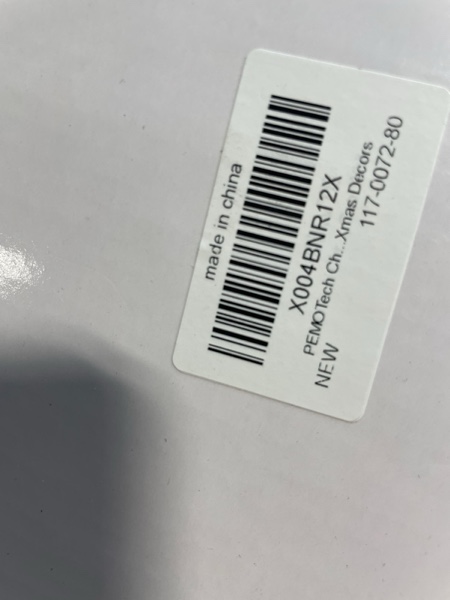 made in china
X004BNR12X
PEMOTech Ch...Xmas Decors
NEW
117-0072-80